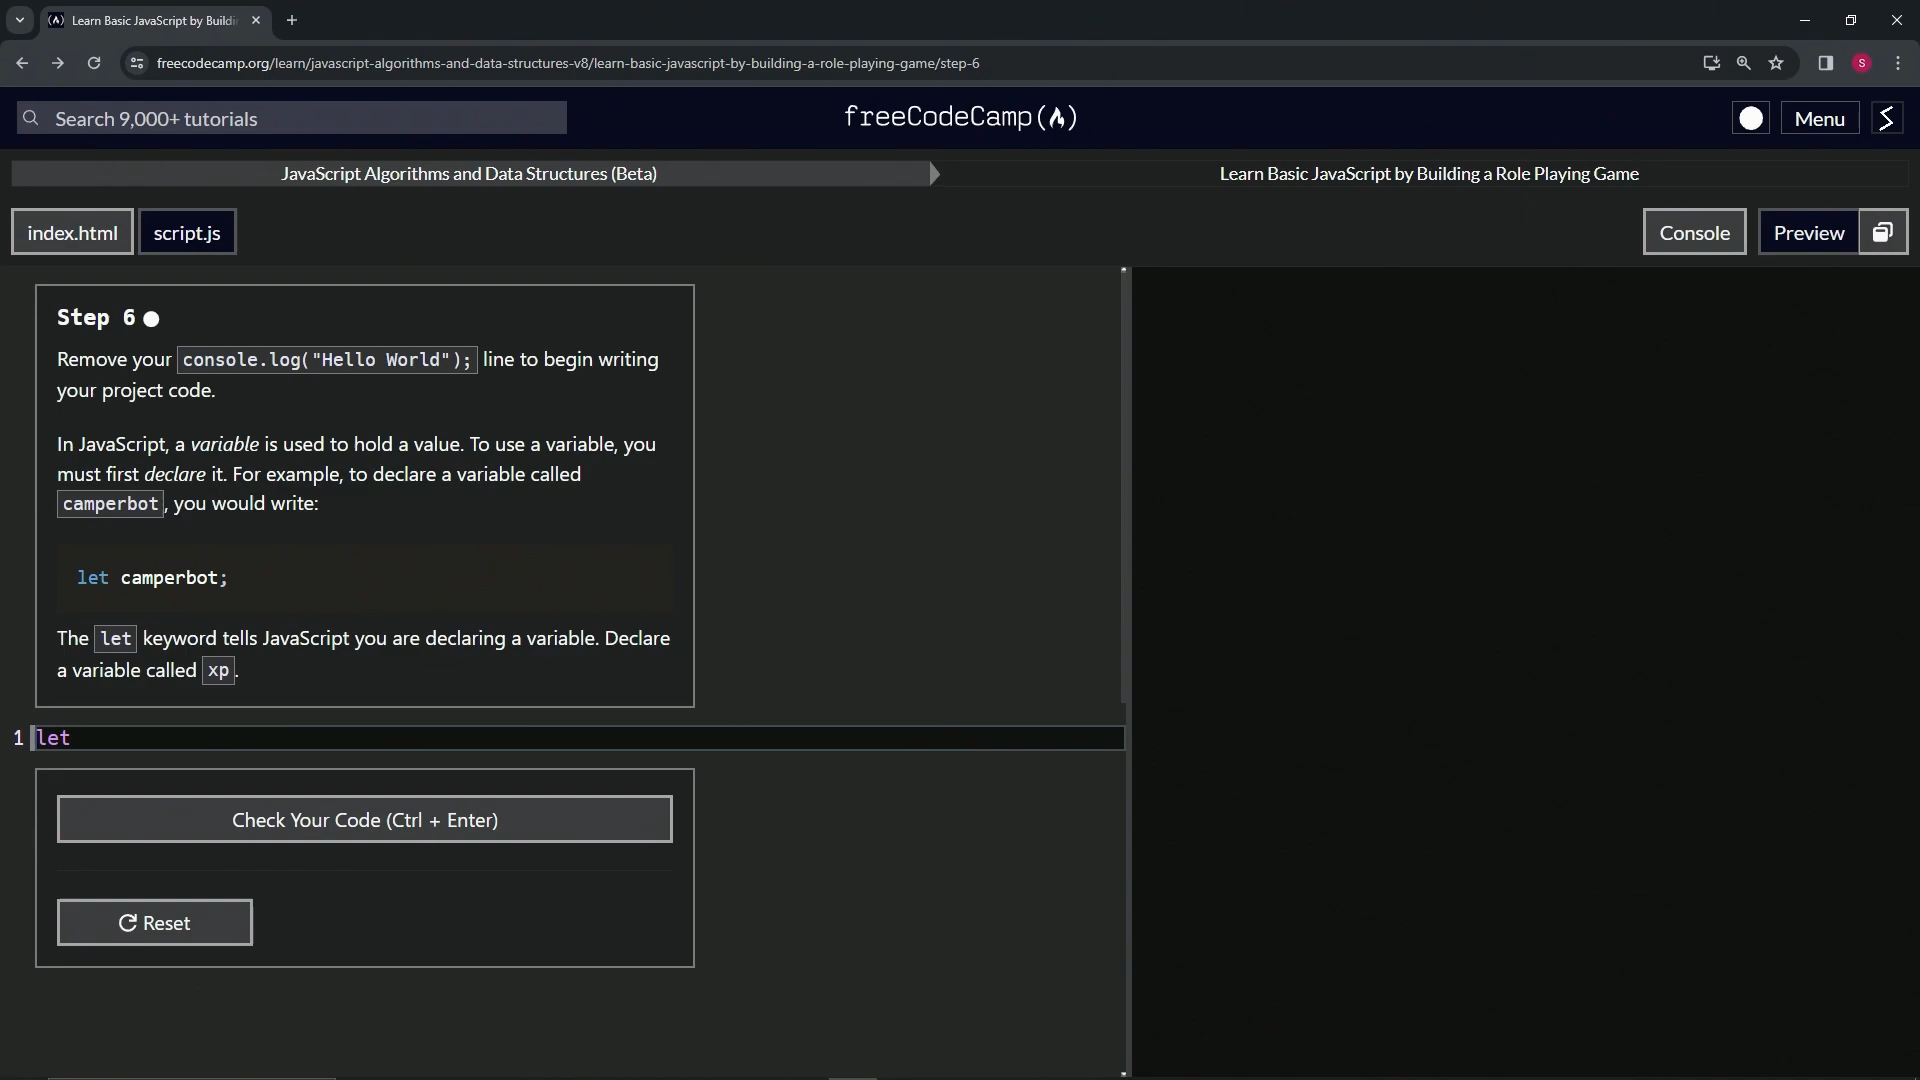 Learn Basic JavaScript by Buildi
freecodecamp.org/learn/javascript-algorithms-and-data-structures-v8/learn-basic-javascript-by-building-a-role-playing-game/step-6
S
Search 9,000+ tutorials
freeCodeCamp
Menu
JavaScript Algorithms and Data Structures (Beta)
Learn Basic JavaScript by Building a Role Playing Game
index.html
script.js
Console
Preview
Step 6
Remove your console.log("Hello World"); line to begin writing
your project code.
In JavaScript, a variable is used to hold a value. To use a variable, you
must first declare it. For example, to declare a variable called
camperbot, you would write:
let camperbot;
The let keyword tells JavaScript you are declaring a variable. Declare
a variable called xp.
1 let
Check Your Code (Ctrl + Enter)
Reset